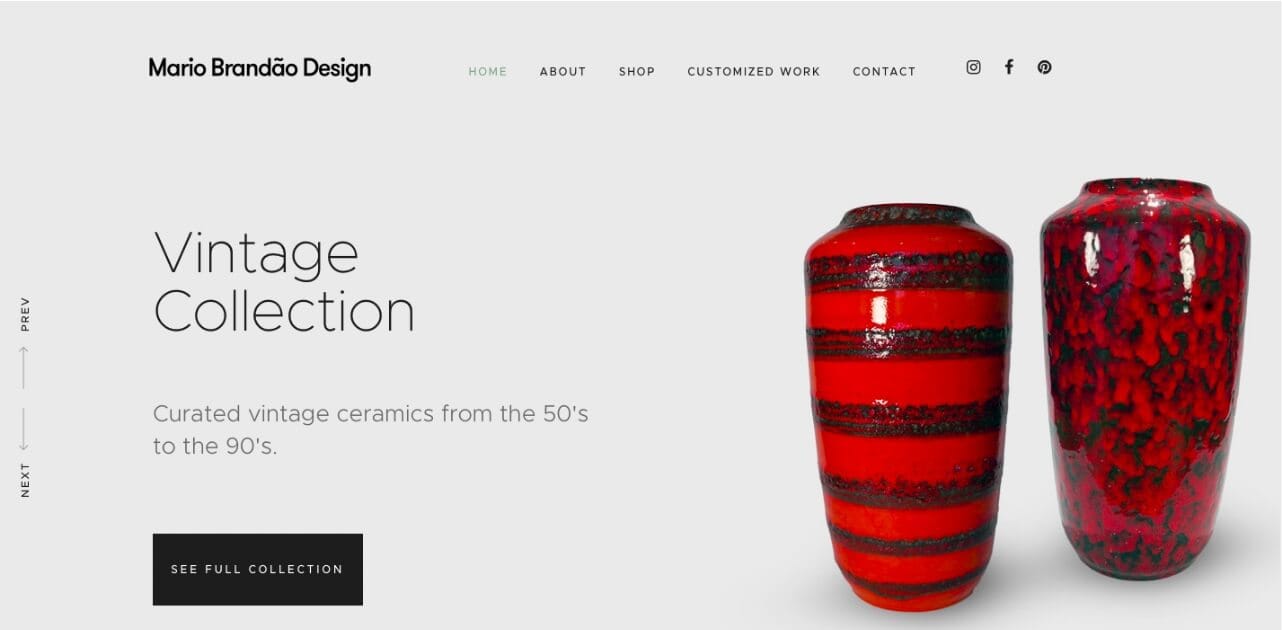 Mario Brandão Design
HOME ABOUT SHOP CUSTOMIZED WORK CONTACT
Vintage
Collection
PREV
Curated vintage ceramics from the 50's
to the 90's.
NEXT
SEE FULL COLLECTION